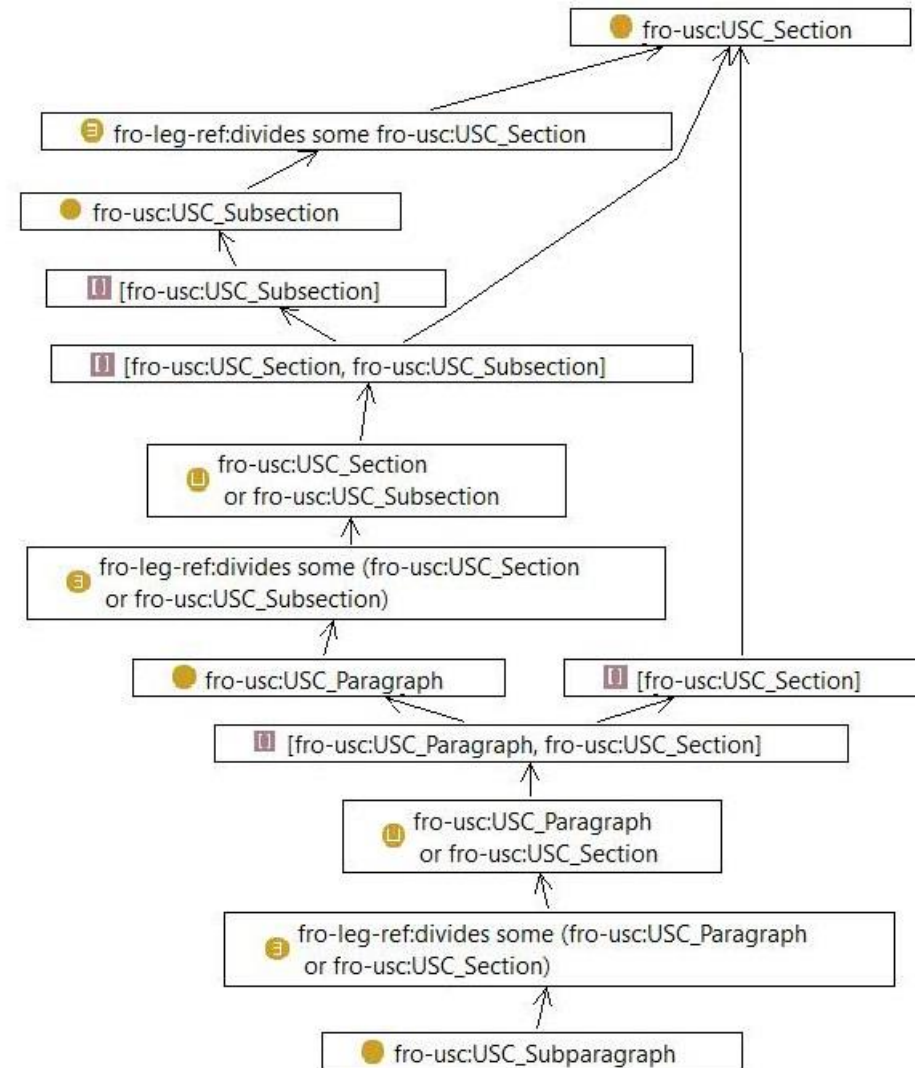 fro-usc:USC_Section
fro-leg-ref:divides some fro-usc:USC_Section
fro-usc:USC_Subsection
[fro-usc:USC_Subsection]
[fro-usc:USC_Section, fro-usc:USC_Subsection]
fro-usc:USC_Section
or fro-usc:USC_Subsection
fro-leg-ref:divides some (fro-usc:USC_Section
or fro-usc:USC_Subsection)
fro-usc:USC_Paragraph
[fro-usc:USC_Section]
[fro-usc:USC_Paragraph, fro-usc:USC_Section]
fro-usc:USC_Paragraph
or fro-usc:USC_Section
fro-leg-ref:divides some (fro-usc:USC_Paragraph
or fro-usc:USC_Section)
fro-usc:USC_Subparagraph